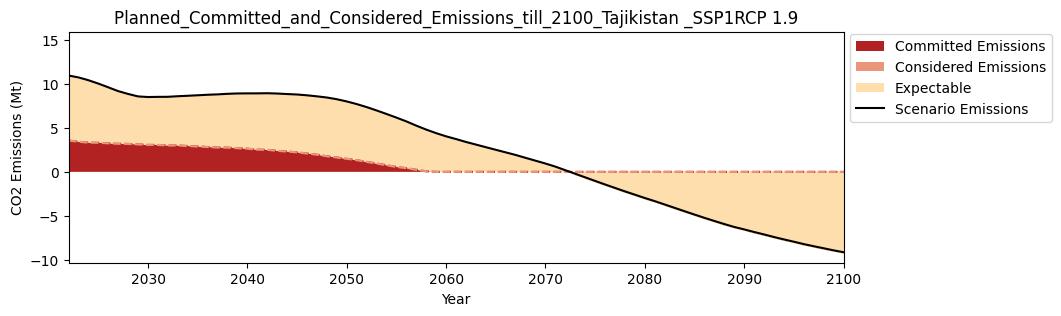 Planned_Committed_and_Considered_Emissions_till_2100_Tajikistan _SSP1RCP 1.9
15
10
5
0
−5
−10
CO2 Emissions (Mt)
2030 2040 2050 2060 2070 2080 2090 2100
Year
Committed Emissions
Considered Emissions
Expectable
Scenario Emissions